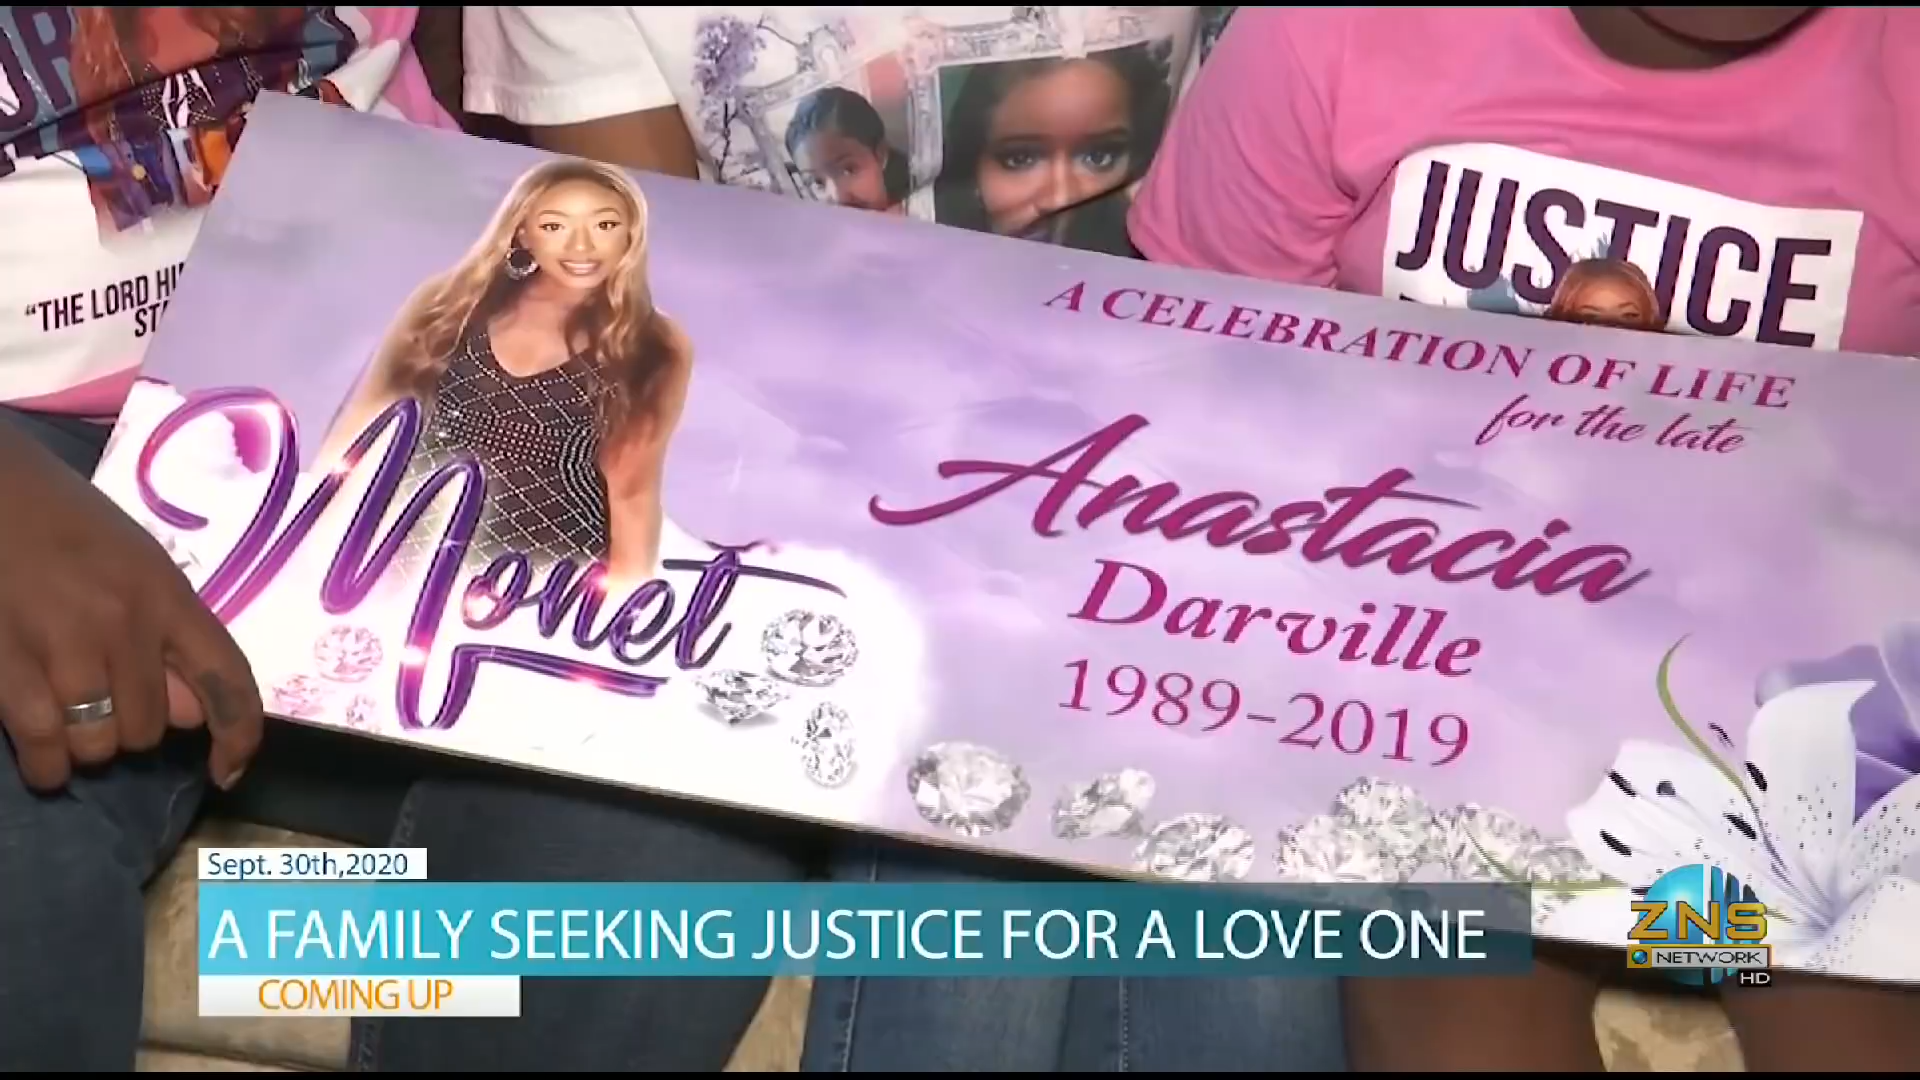 "THE LORD HI
ST
JUSTICE
A CELEBRATION OF LIFE
for the late
Anastacia
Darville
1989-2019
Monet
Sept. 30th,2020
A FAMILY SEEKING JUSTICE FOR A LOVE ONE
COMING UP
ZNS
NETWORK
HD